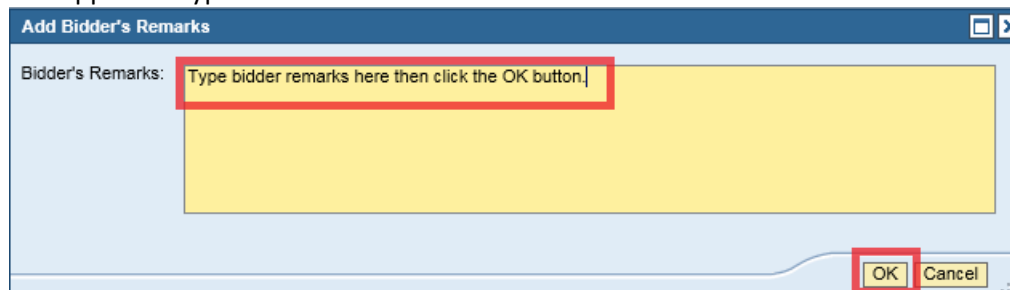 Add Bidder's Remarks
Bidder's Remarks: Type bidder remarks here then click the OK button.
OK Cancel